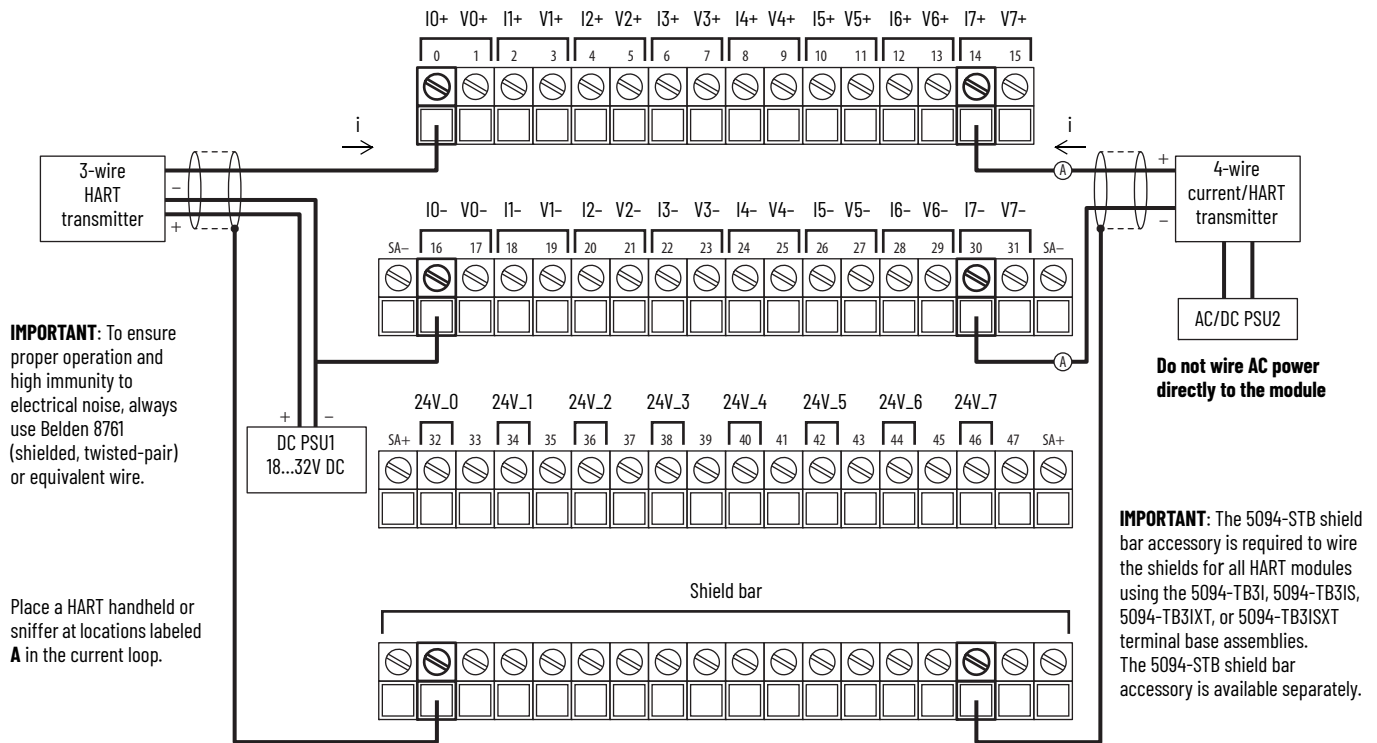 I0+ V0+ I1+ V1+ I2+ V2+ I3+ V3+ I4+ V4+ I5+ V5+ I6+ V6+ I7+ V7+
0 1 2 3 4 5 6 7 8 9 10 11 12 13 14 15
i
i
3-wire
HART
transmitter
–
+
A
+
–
4-wire
current/HART
transmitter
I0– V0– I1– V1– I2– V2– I3– V3– I4– V4– I5– V5– I6– V6– I7– V7–
SA– 16 17 18 19 20 21 22 23 24 25 26 27 28 29 30 31 SA–
A
AC/DC PSU2
Do not wire AC power
directly to the module
IMPORTANT: To ensure
proper operation and
high immunity to
electrical noise, always
use Belden 8761
(shielded, twisted-pair)
or equivalent wire.
+ –
DC PSU1
18...32V DC
24V_0 24V_1 24V_2 24V_3 24V_4 24V_5 24V_6 24V_7
SA+ 32 33 34 35 36 37 38 39 40 41 42 43 44 45 46 47 SA+
IMPORTANT: The 5094-STB shield
bar accessory is required to wire
the shields for all HART modules
using the 5094-TB3I, 5094-TB3IS,
5094-TB3IXT, or 5094-TB3ISXT
terminal base assemblies.
The 5094-STB shield bar
accessory is available separately.
Place a HART handheld or
sniffer at locations labeled
A in the current loop.
Shield bar